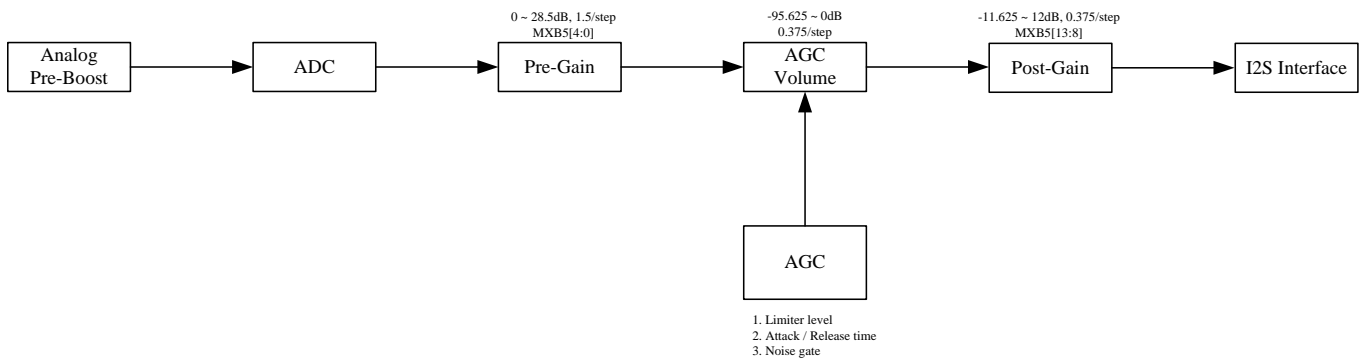 0 ~ 28.5dB, 1.5/step
MXB5[4:0]
-95.625 ~ 0dB
0.375/step
-11.625 ~ 12dB, 0.375/step
MXB5[13:8]
Analog
Pre-Boost
ADC
Pre-Gain
AGC
Volume
Post-Gain
I2S Interface
AGC
1. Limiter level
2. Attack / Release time
3. Noise gate